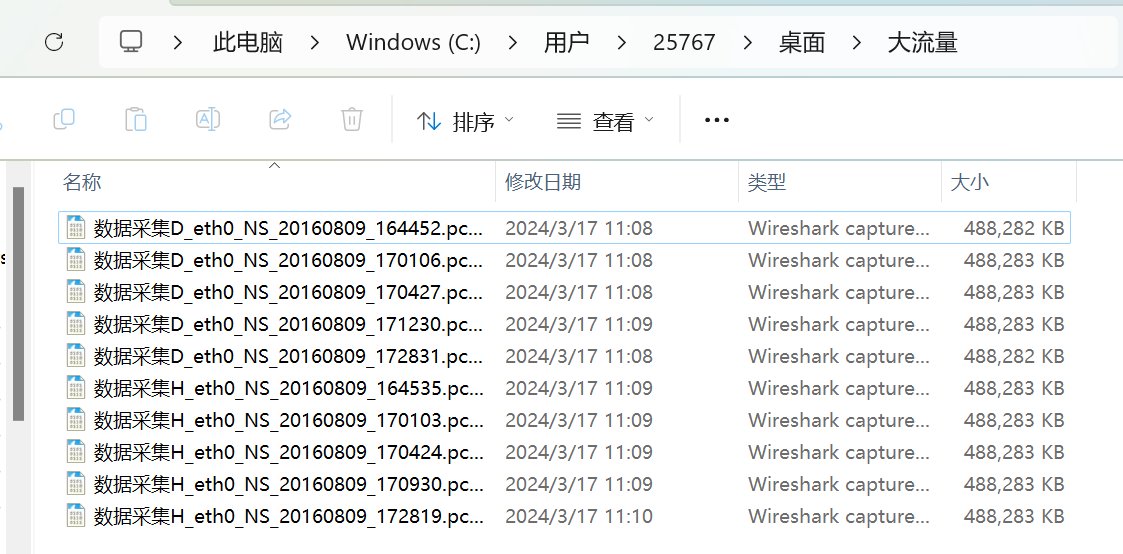 此电脑 > Windows (C:) > 用户 > 25767 > 桌面 > 大流量
排序 查看
名称 修改日期 类型 大小
数据采集D_eth0_NS_20160809_164452.pc... 2024/3/17 11:08 Wireshark capture... 488,282 KB
数据采集D_eth0_NS_20160809_170106.pc... 2024/3/17 11:08 Wireshark capture... 488,283 KB
数据采集D_eth0_NS_20160809_170427.pc... 2024/3/17 11:08 Wireshark capture... 488,283 KB
数据采集D_eth0_NS_20160809_171230.pc... 2024/3/17 11:09 Wireshark capture... 488,283 KB
数据采集D_eth0_NS_20160809_172831.pc... 2024/3/17 11:08 Wireshark capture... 488,282 KB
数据采集H_eth0_NS_20160809_164535.pc... 2024/3/17 11:09 Wireshark capture... 488,283 KB
数据采集H_eth0_NS_20160809_170103.pc... 2024/3/17 11:09 Wireshark capture... 488,283 KB
数据采集H_eth0_NS_20160809_170424.pc... 2024/3/17 11:09 Wireshark capture... 488,283 KB
数据采集H_eth0_NS_20160809_170930.pc... 2024/3/17 11:09 Wireshark capture... 488,283 KB
数据采集H_eth0_NS_20160809_172819.pc... 2024/3/17 11:10 Wireshark capture... 488,283 KB